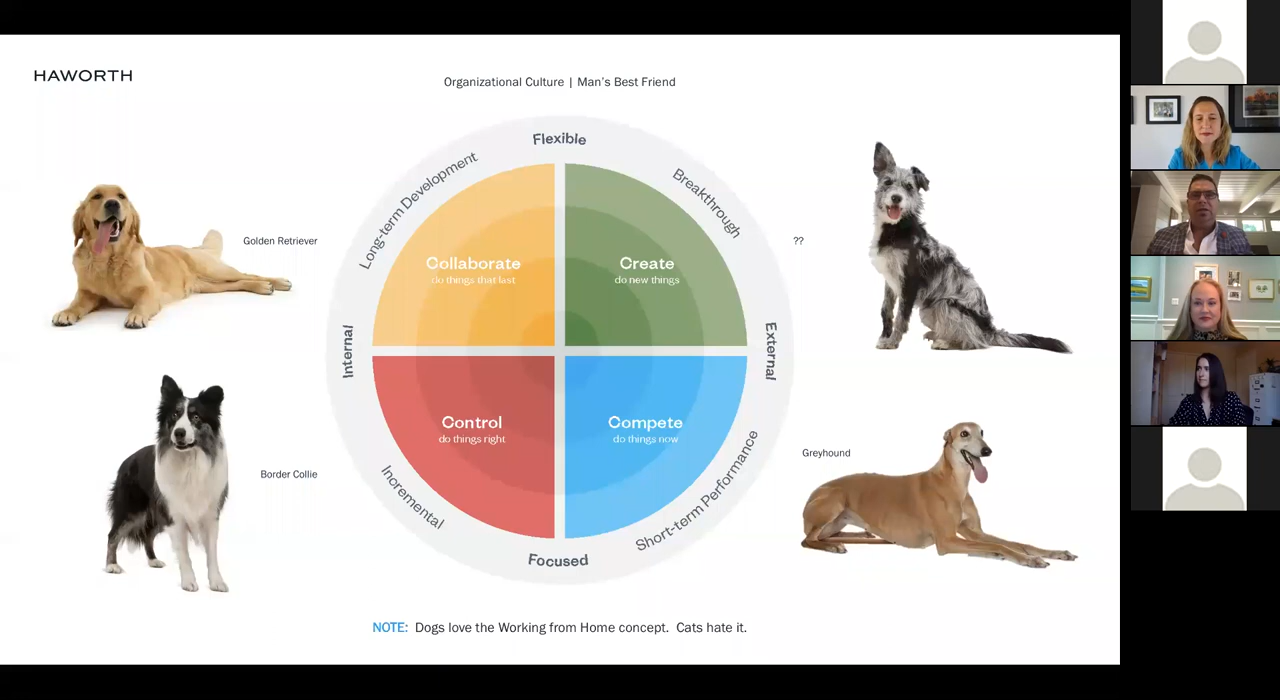 HAWORTH
Organizational Culture | Man's Best Friend
Flexible
Long-term Development
Breakthrough
Golden Retriever
??
Collaborate
do things that last
Create
do new things
Internal
External
Control
do things right
Compete
do things now
Border Collie
Greyhound
Incremental
Short-term Performance
Focused
NOTE: Dogs love the Working from Home concept. Cats hate it.